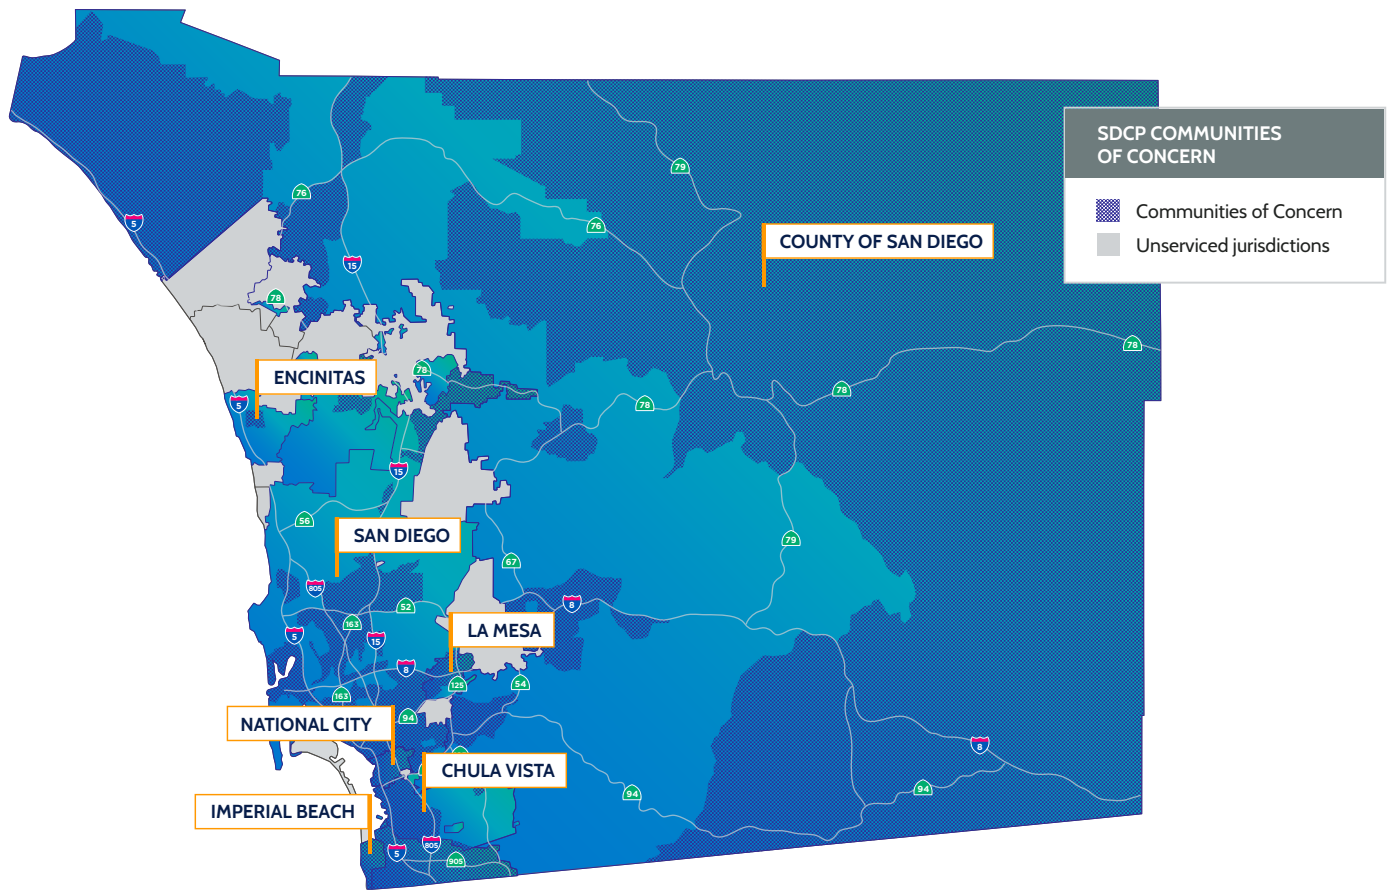 SDCP COMMUNITIES
OF CONCERN
Communities of Concern
Unserviced jurisdictions
79
76
5
76
COUNTY OF SAN DIEGO
15
78
78
78
ENCINITAS
78
78
5
15
56
SAN DIEGO
79
67
805
8
52
163
LA MESA
5
15
8
125
54
163
94
NATIONAL CITY
8
CHULA VISTA
94
94
IMPERIAL BEACH
805
5
905